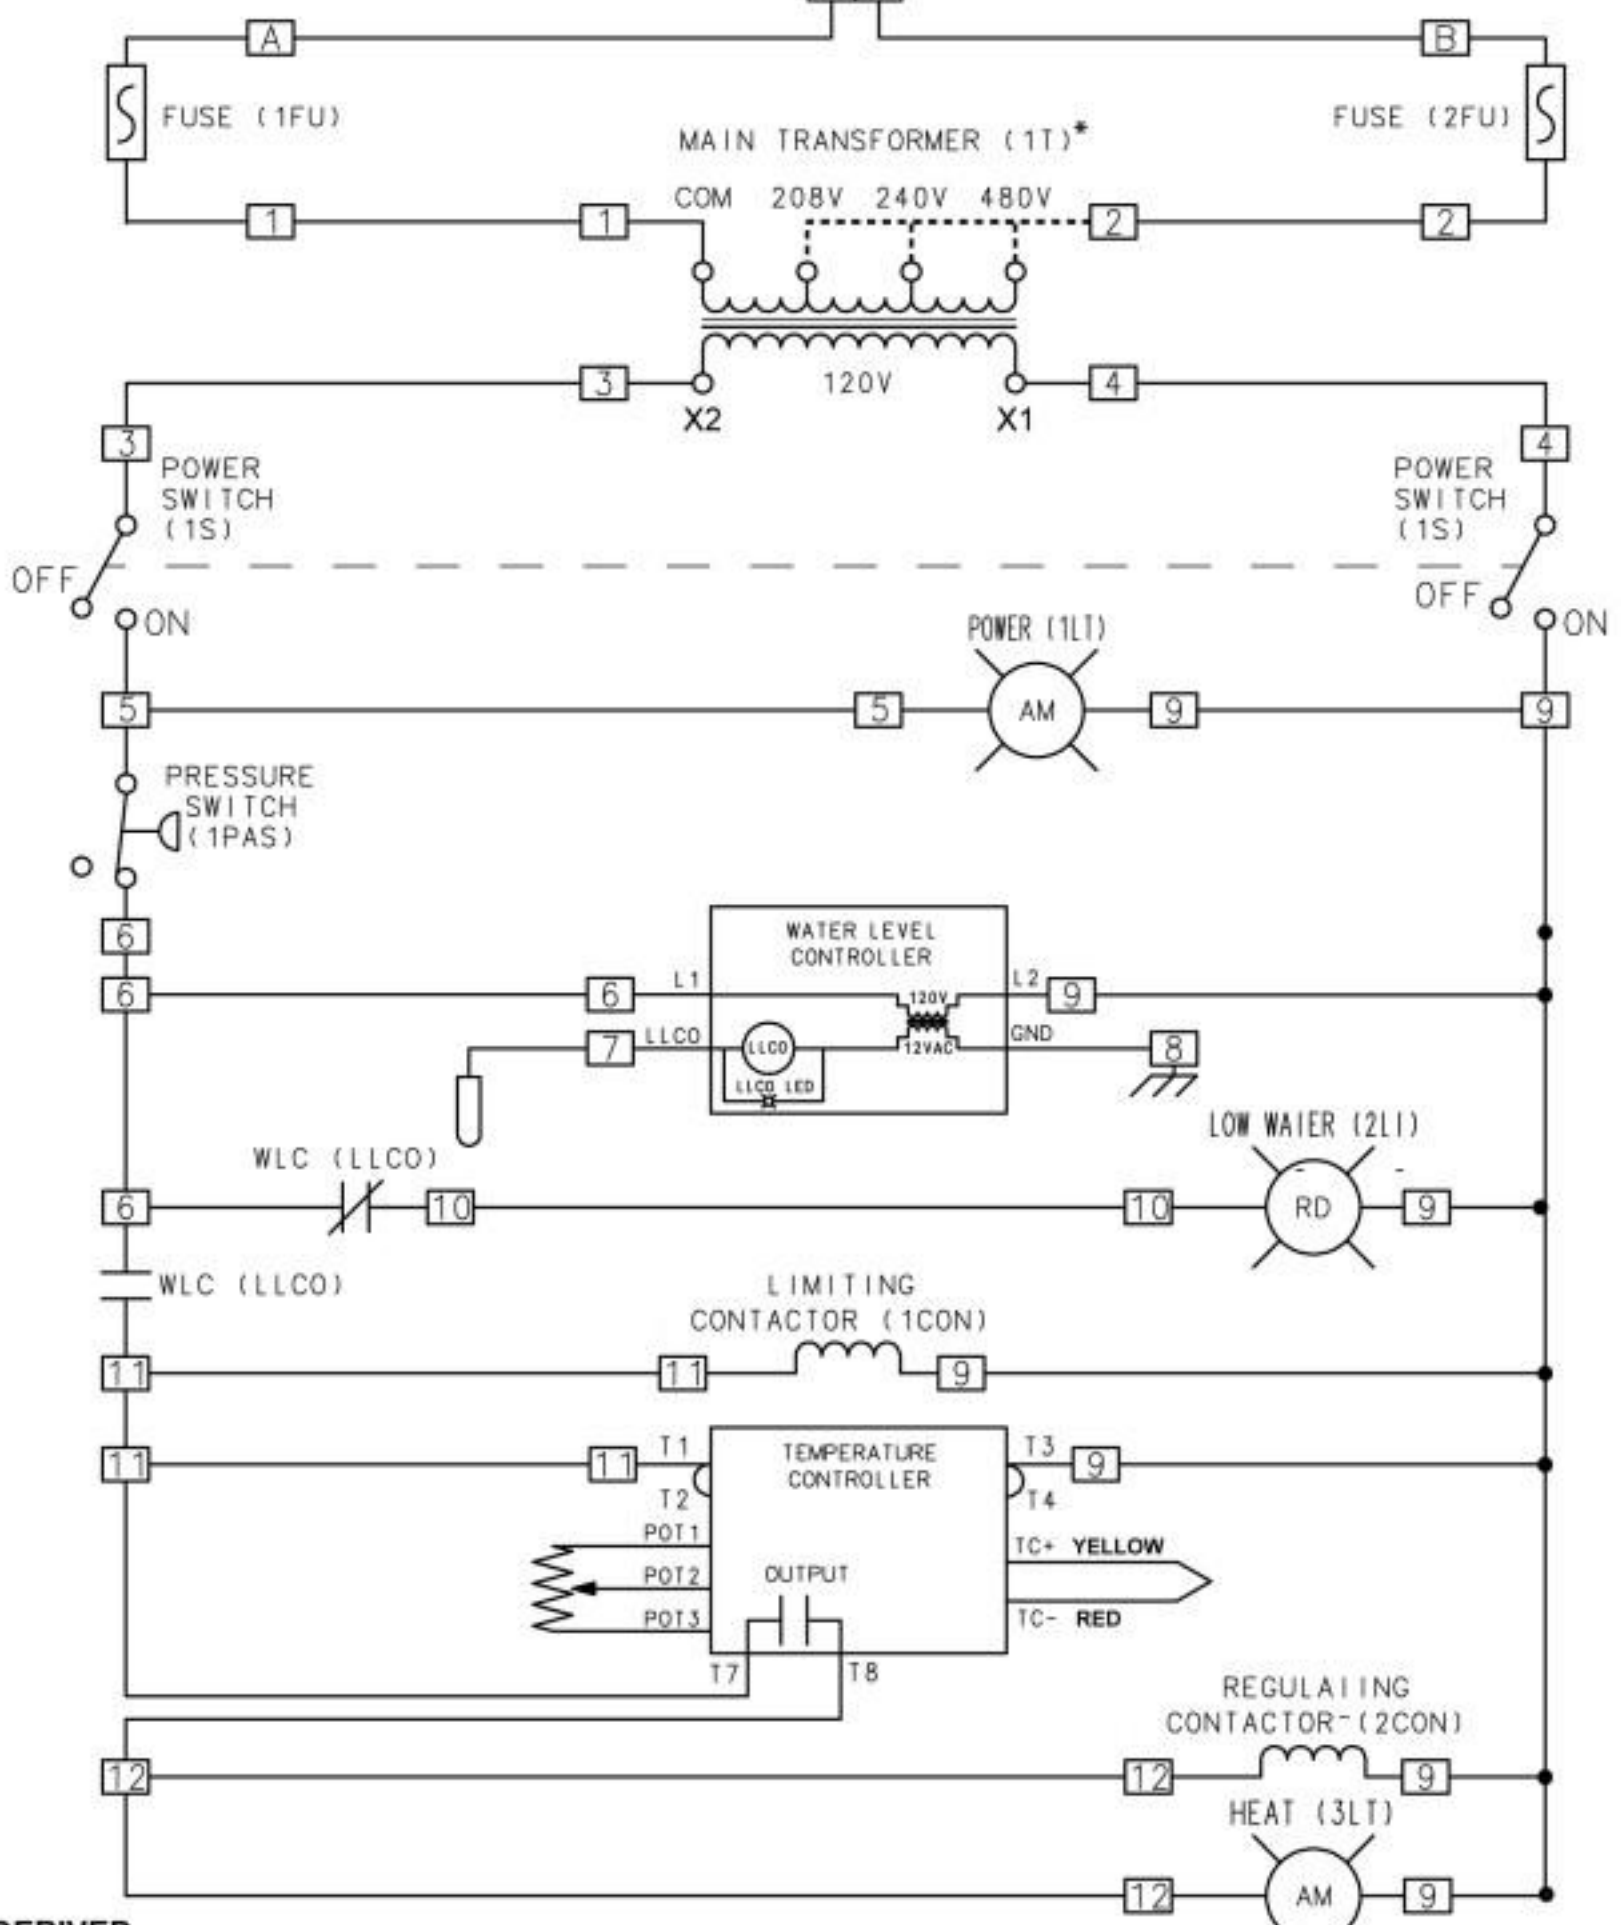 A
B
FUSE (1FU)
FUSE (2FU)
MAIN TRANSFORMER (1T)*
COM 208V 240V 480V
1 1 2 2
3 120V 4
X2 X1
3 4
POWER
SWITCH
(1S)
POWER
SWITCH
(1S)
OFF
OFF
ON
ON
POWER (1LT)
5 5 AM 9 9
PRESSURE
SWITCH
(1PAS)
6
WATER LEVEL
CONTROLLER
6 6 L1 120V L2 9
7 LLCO LLCO 12VAC GND 8
LLCO LED
LOW WAIER (2LI)
WLC (LLCO)
6 10 10 RD 9
WLC (LLCO)
LIMITING
CONTACTOR (1CON)
11 11 9
11 11 T1 TEMPERATURE T3 9
CONTROLLER
T2 T4
POT1 TC+ YELLOW
POT2 OUTPUT
POT3 TC- RED
T7 T8
REGULAIING
CONTACTOR-(2CON)
12 12 9
HEAT (3LT)
12 AM 9